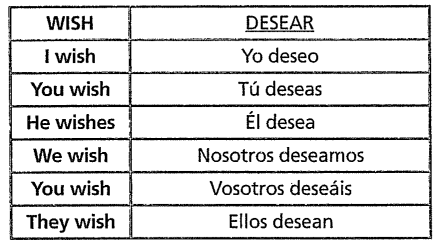 WISH DESEAR
I wish Yo deseo
You wish Tú deseas
He wishes Él desea
We wish Nosotros deseamos
You wish Vosotros deseáis
They wish Ellos desean